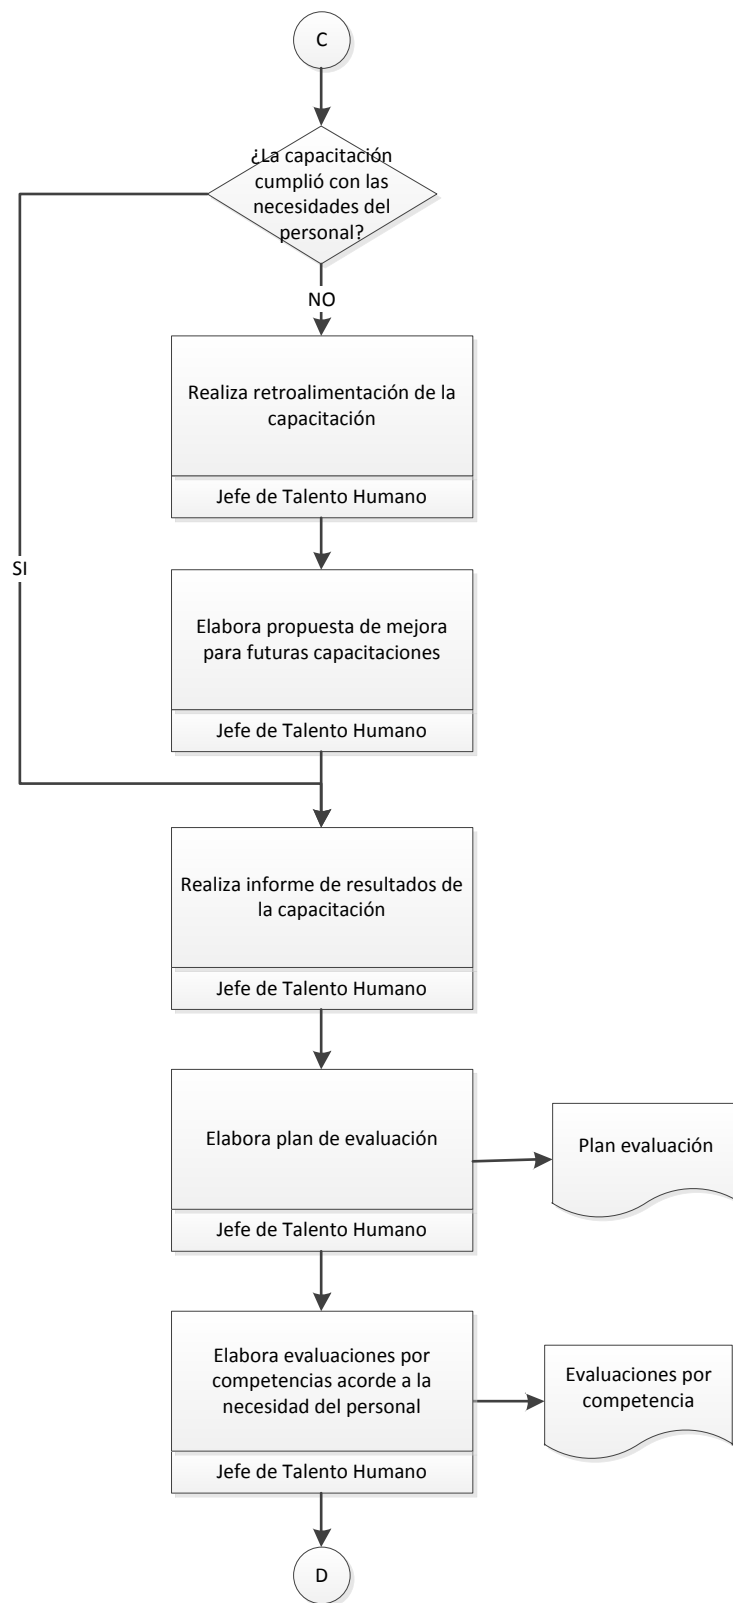 C
¿La capacitación
cumplió con las
necesidades del
personal?
NO
Realiza retroalimentación de la
capacitación
Jefe de Talento Humano
SI
Elabora propuesta de mejora
para futuras capacitaciones
Jefe de Talento Humano
Realiza informe de resultados de
la capacitación
Jefe de Talento Humano
Elabora plan de evaluación
Jefe de Talento Humano
Plan evaluación
Elabora evaluaciones por
competencias acorde a la
necesidad del personal
Jefe de Talento Humano
Evaluaciones por
competencia
D